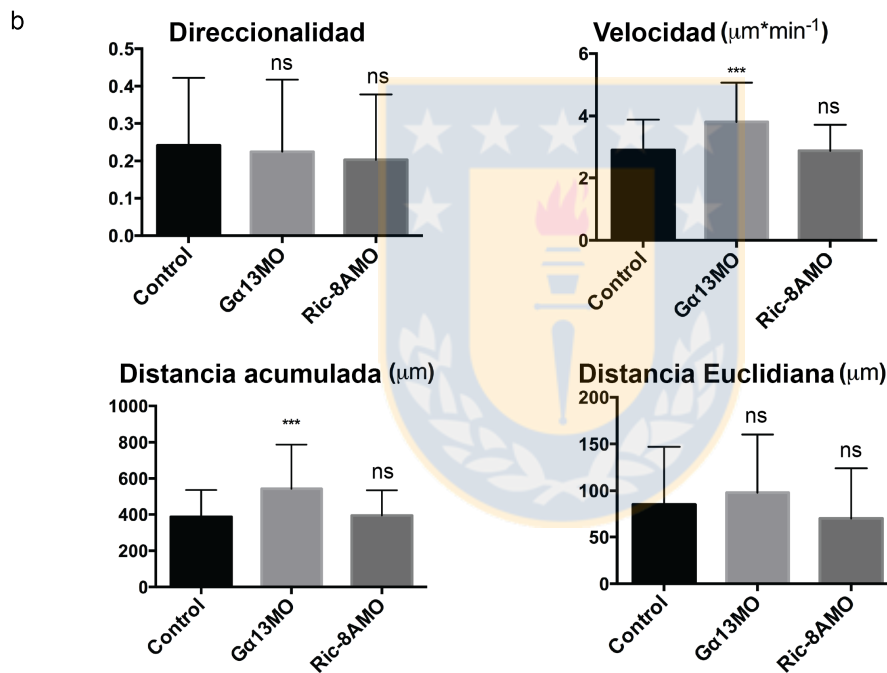 b
Direccionalidad
0.5
0.4
0.3
0.2
0.1
0.0
ns
ns
Control
Gα13MO
Ric-8AMO
Velocidad (μm*min⁻¹)
6
4
2
0
***
ns
Control
Gα13MO
Ric-8AMO
Distancia acumulada (μm)
1000
800
600
400
200
0
***
ns
Control
Gα13MO
Ric-8AMO
Distancia Euclidiana (μm)
200
150
100
50
0
ns
ns
Control
Gα13MO
Ric-8AMO